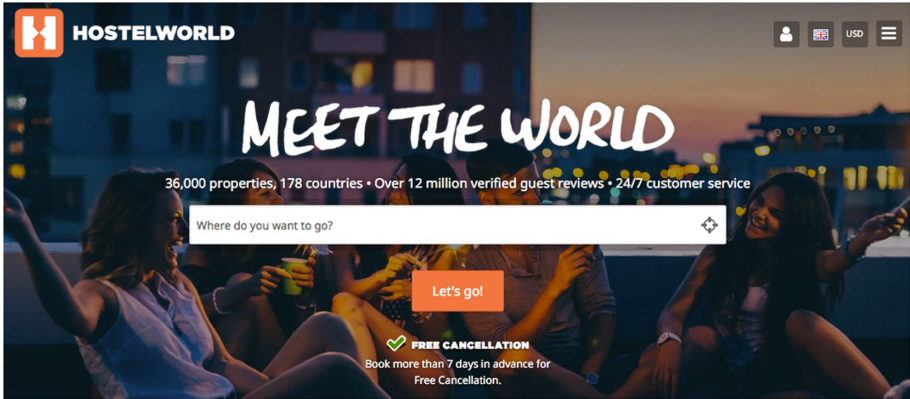 HOSTELWORLD
USD
MEET THE WORLD
36,000 properties, 178 countries • Over 12 million verified guest reviews • 24/7 customer service
Where do you want to go?
Let's go!
FREE CANCELLATION
Book more than 7 days in advance for
Free Cancellation.